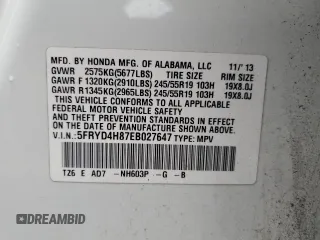 MFD. BY HONDA MFG. OF ALABAMA, LLC 11/'13
GVWR 2575KG(5677LBS) TIRE SIZE RIM SIZE
GAWR F 1320KG(2910LBS) 245/55R19 103H 19X8.0J
GAWR R1345KG(2965LBS) 245/55R19 103H 19X8.0J
THIS VEHICLE CONFORMS TO ALL APPLICABLE FEDERAL
MOTOR VEHICLE SAFETY AND THEFT PREVENTION
STANDARDS IN EFFECT ON THE DATE OF
MANUFACTURE SHOWN ABOVE.
V.I.N.:5FRYD4H87EB027647 TYPE: MPV
TZ6 E AD7 -NH603P -G -B
DREAMBID